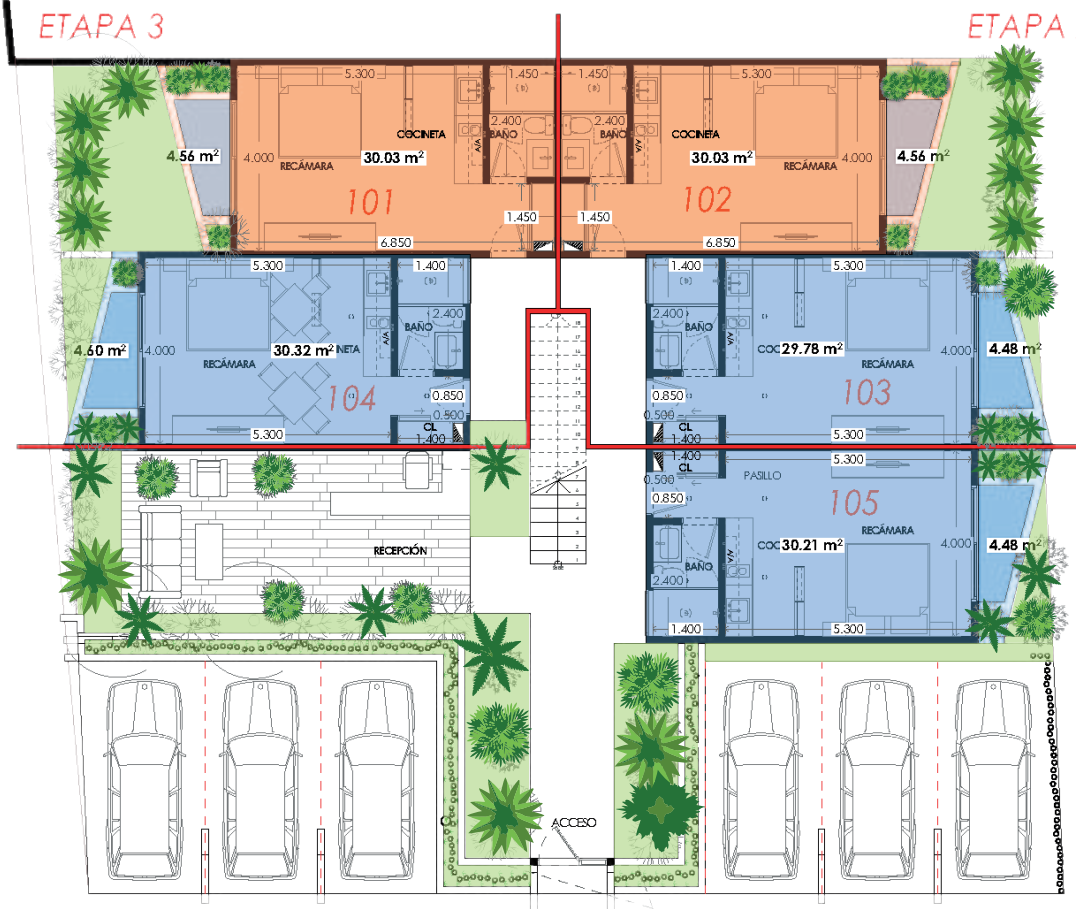 ETAPA 3
ETAPA
5.300
1.450
1.450
5.300
(b)
(b)
2.400
2.400
COCINETA
BAÑO
BAÑO
COCINETA
A/A
A/A
4.56 m²
4.000
30.03 m²
30.03 m²
4.000
4.56 m²
RECÁMARA
RECÁMARA
101
102
1.450
1.450
6.850
6.850
5.300
1.400
1.400
5.300
(b)
(b)
2.400
2.400
BAÑO
BAÑO
A/A
A/A
4.60 m²
4.000
30.32 m²
NETA
COC
29.78 m²
4.000
4.48 m²
RECÁMARA
RECÁMARA
104
103
0.850
0.850
0.500
0.500
CL
CL
5.300
1.400
1.400
5.300
1.400
5.300
CL
0.500
PASILLO
0.850
105
RECÁMARA
COC
30.21 m²
4.000
4.48 m²
A/A
BAÑO
2.400
(b)
1.400
5.300
RECEPCIÓN
ACCESO